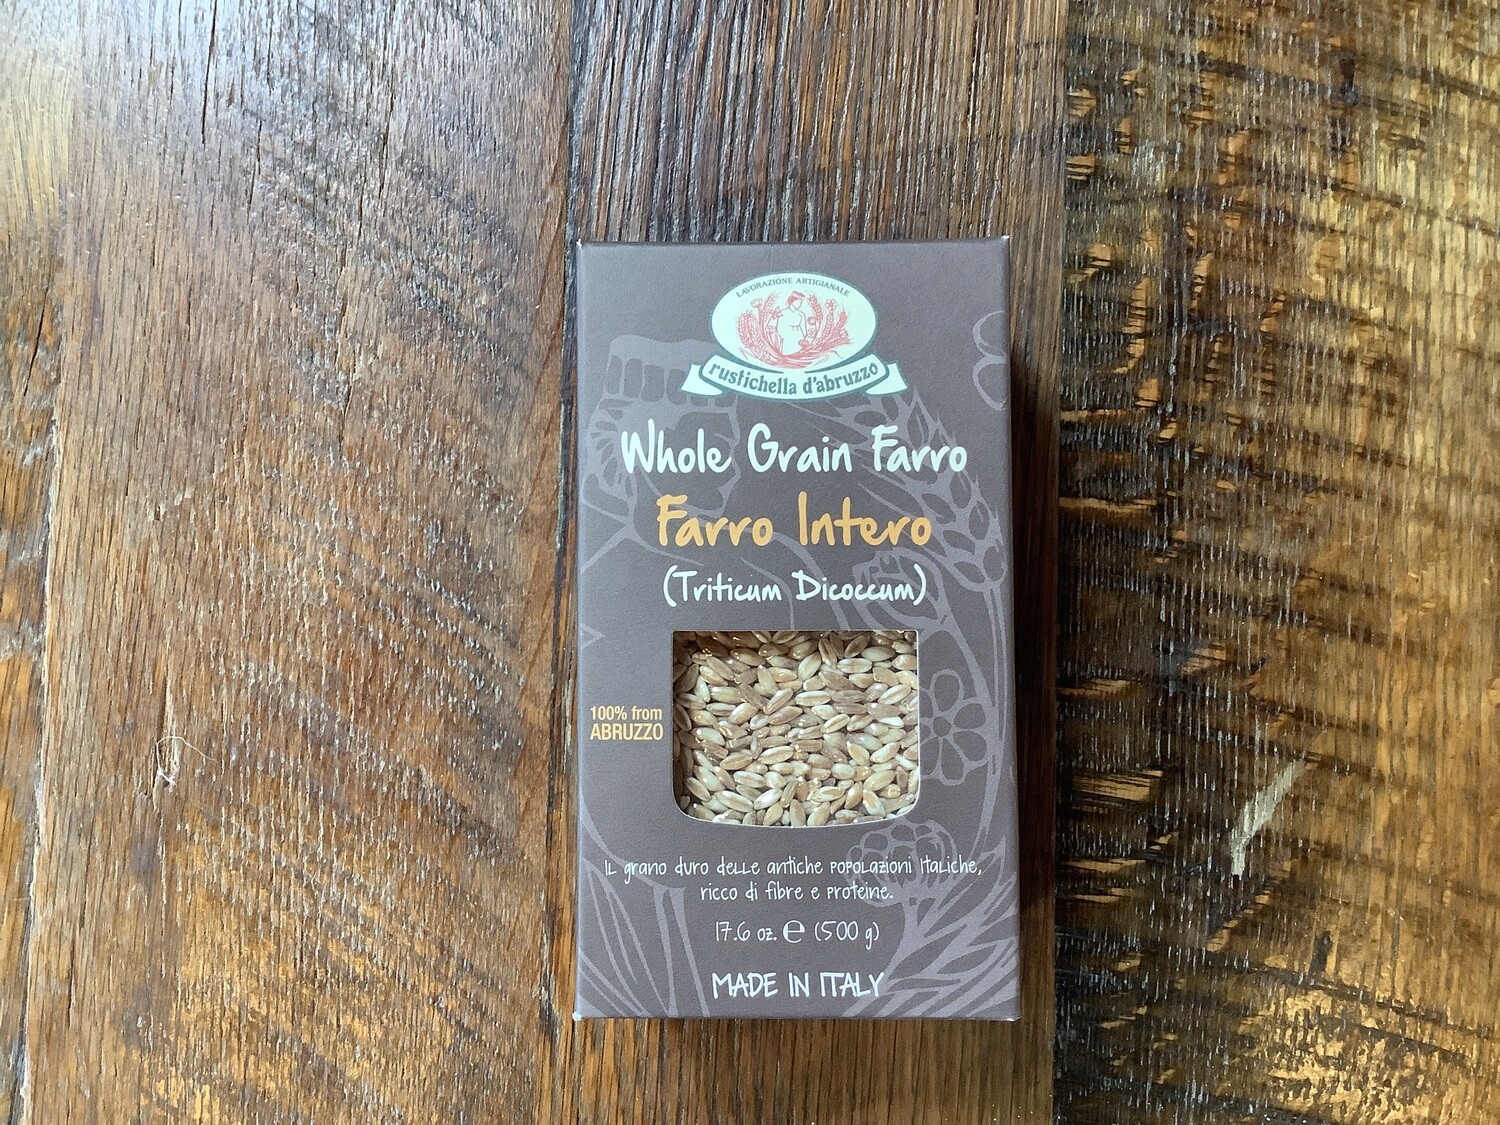 LAVORAZIONE ARTIGIANALE
rustichella d'abruzzo
Whole Grain Farro
Farro Intero
(Triticum Dicoccum)
100% from
ABRUZZO
Il grano duro delle antiche popolazioni Italiche,
ricco di fibre e proteine.
17.6 oz. ℮ (500 g)
MADE IN ITALY